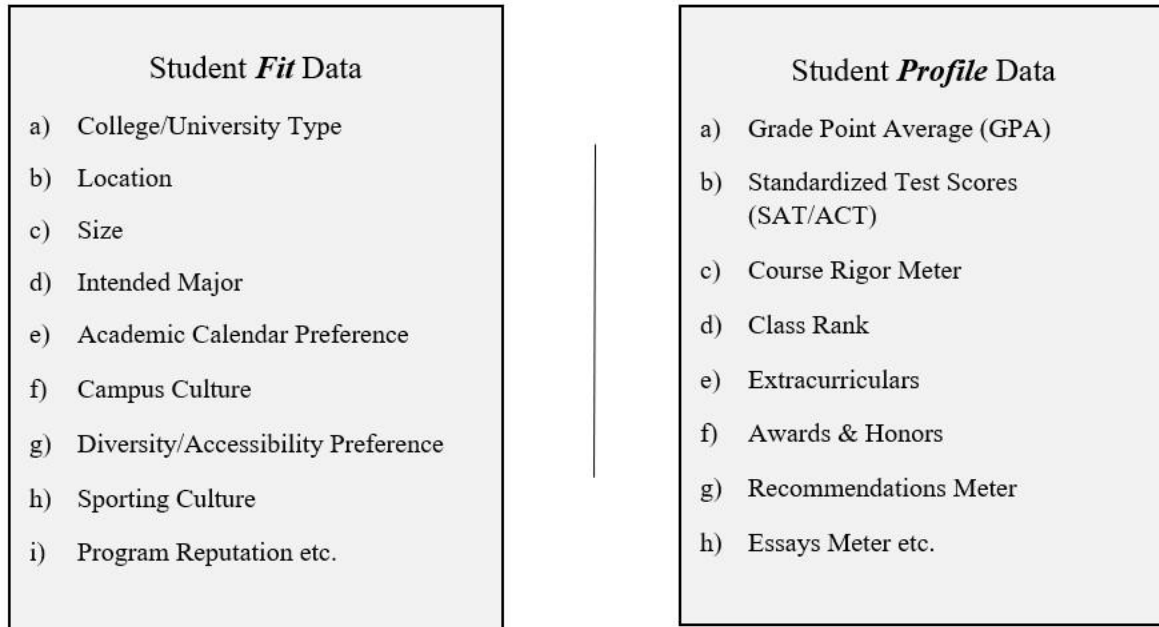 Student Fit Data
a) College/University Type
b) Location
c) Size
d) Intended Major
e) Academic Calendar Preference
f) Campus Culture
g) Diversity/Accessibility Preference
h) Sporting Culture
i) Program Reputation etc.
Student Profile Data
a) Grade Point Average (GPA)
b) Standardized Test Scores
(SAT/ACT)
c) Course Rigor Meter
d) Class Rank
e) Extracurriculars
f) Awards & Honors
g) Recommendations Meter
h) Essays Meter etc.